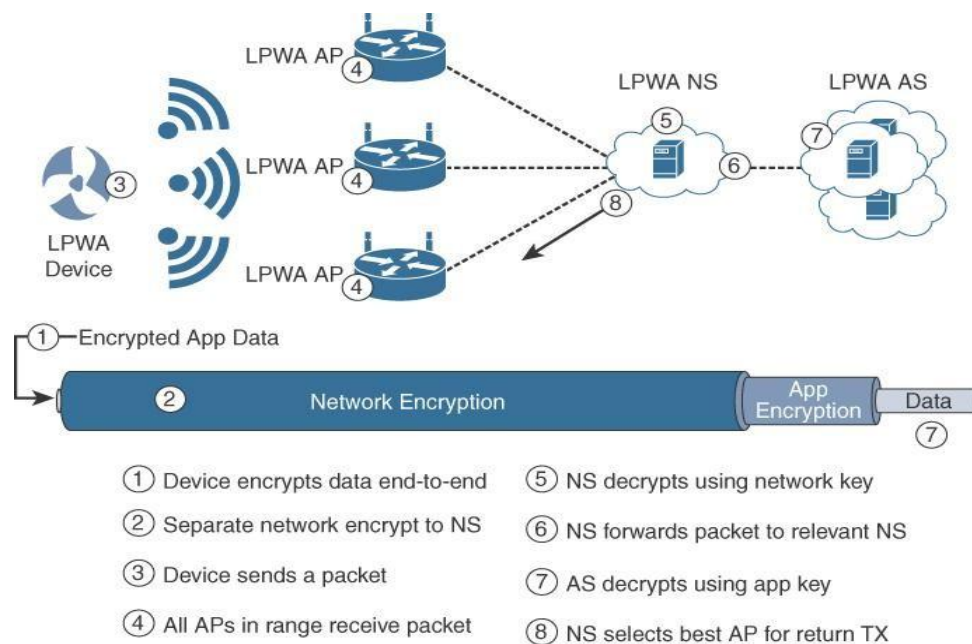 LPWA AP
④
LPWA NS
LPWA AS
⑤
⑦
③
LPWA AP
④
⑥
⑧
LPWA
Device
LPWA AP
④
① Encrypted App Data
② Network Encryption
App
Encryption
Data
⑦
① Device encrypts data end-to-end
② Separate network encrypt to NS
③ Device sends a packet
④ All APs in range receive packet
⑤ NS decrypts using network key
⑥ NS forwards packet to relevant NS
⑦ AS decrypts using app key
⑧ NS selects best AP for return TX